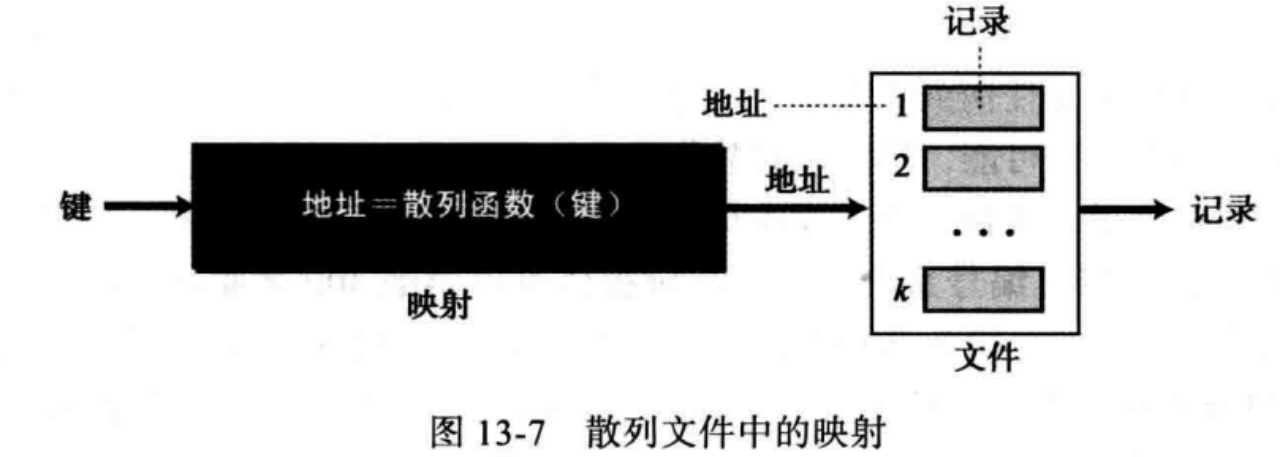 记录
地址 1
2
键 地址=散列函数（键） 地址 ... 记录
k
映射
文件
图 13-7 散列文件中的映射